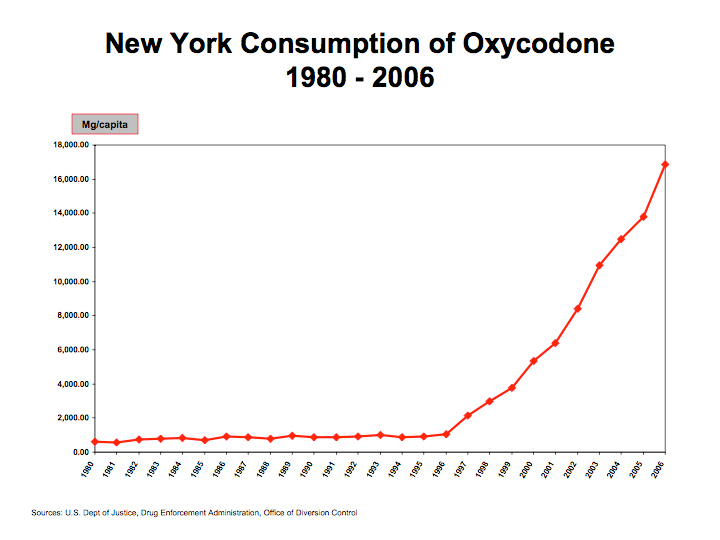 New York Consumption of Oxycodone
1980 - 2006
Mg/capita
18,000.00
16,000.00
14,000.00
12,000.00
10,000.00
8,000.00
6,000.00
4,000.00
2,000.00
0.00
1980 1981 1982 1983 1984 1985 1986 1987 1988 1989 1990 1991 1992 1993 1994 1995 1996 1997 1998 1999 2000 2001 2002 2003 2004 2005 2006
Sources: U.S. Dept of Justice, Drug Enforcement Administration, Office of Diversion Control